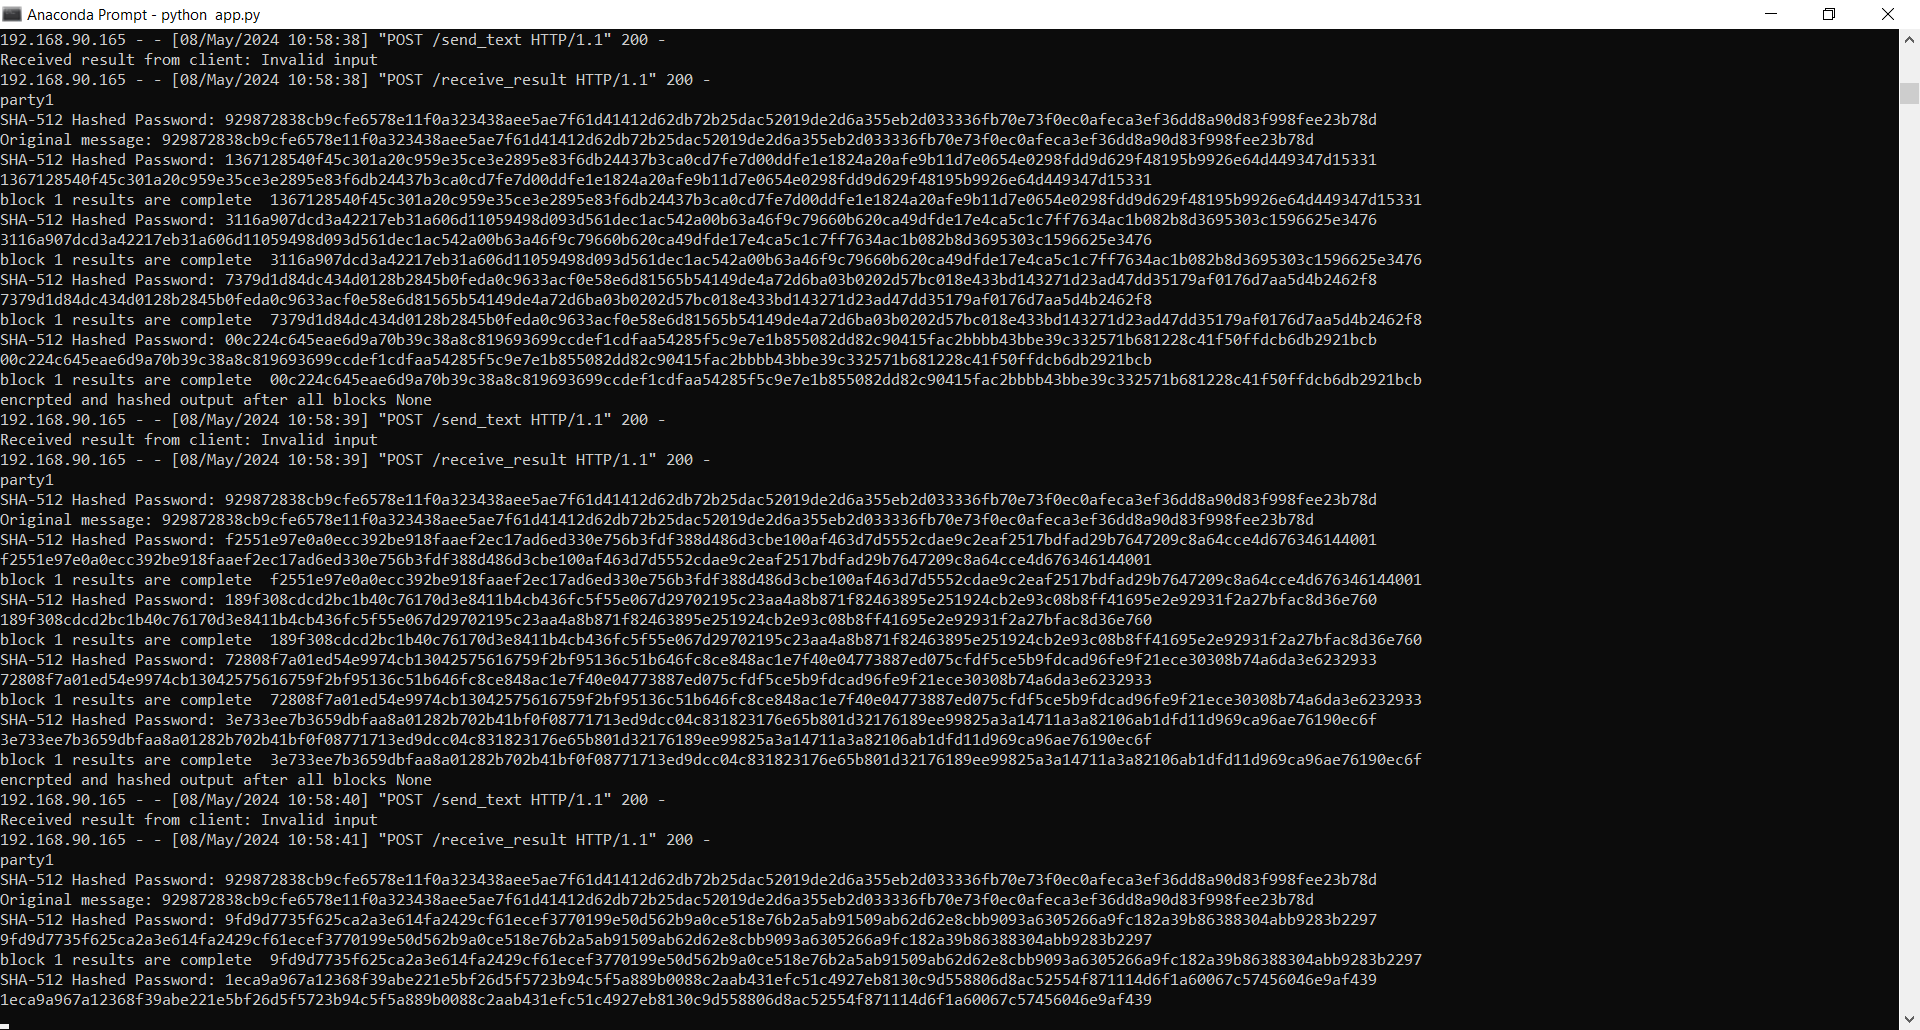 Anaconda Prompt - python  app.py
192.168.90.165 - - [08/May/2024 10:58:38] "POST /send_text HTTP/1.1" 200 -
Received result from client: Invalid input
192.168.90.165 - - [08/May/2024 10:58:38] "POST /receive_result HTTP/1.1" 200 -
party1
SHA-512 Hashed Password: 929872838cb9cfe6578e11f0a323438aee5ae7f61d41412d62db72b25dac52019de2d6a355eb2d033336fb70e73f0ec0afeca3ef36dd8a90d83f998fee23b78d
Original message: 929872838cb9cfe6578e11f0a323438aee5ae7f61d41412d62db72b25dac52019de2d6a355eb2d033336fb70e73f0ec0afeca3ef36dd8a90d83f998fee23b78d
SHA-512 Hashed Password: 1367128540f45c301a20c959e35ce3e2895e83f6db24437b3ca0cd7fe7d00ddfe1e1824a20afe9b11d7e0654e0298fdd9d629f48195b9926e64d449347d15331
1367128540f45c301a20c959e35ce3e2895e83f6db24437b3ca0cd7fe7d00ddfe1e1824a20afe9b11d7e0654e0298fdd9d629f48195b9926e64d449347d15331
block 1 results are complete  1367128540f45c301a20c959e35ce3e2895e83f6db24437b3ca0cd7fe7d00ddfe1e1824a20afe9b11d7e0654e0298fdd9d629f48195b9926e64d449347d15331
SHA-512 Hashed Password: 3116a907dcd3a42217eb31a606d11059498d093d561dec1ac542a00b63a46f9c79660b620ca49dfde17e4ca5c1c7ff7634ac1b082b8d3695303c1596625e3476
3116a907dcd3a42217eb31a606d11059498d093d561dec1ac542a00b63a46f9c79660b620ca49dfde17e4ca5c1c7ff7634ac1b082b8d3695303c1596625e3476
block 1 results are complete  3116a907dcd3a42217eb31a606d11059498d093d561dec1ac542a00b63a46f9c79660b620ca49dfde17e4ca5c1c7ff7634ac1b082b8d3695303c1596625e3476
SHA-512 Hashed Password: 7379d1d84dc434d0128b2845b0feda0c9633acf0e58e6d81565b54149de4a72d6ba03b0202d57bc018e433bd143271d23ad47dd35179af0176d7aa5d4b2462f8
7379d1d84dc434d0128b2845b0feda0c9633acf0e58e6d81565b54149de4a72d6ba03b0202d57bc018e433bd143271d23ad47dd35179af0176d7aa5d4b2462f8
block 1 results are complete  7379d1d84dc434d0128b2845b0feda0c9633acf0e58e6d81565b54149de4a72d6ba03b0202d57bc018e433bd143271d23ad47dd35179af0176d7aa5d4b2462f8
SHA-512 Hashed Password: 00c224c645eae6d9a70b39c38a8c819693699ccdef1cdfaa54285f5c9e7e1b855082dd82c90415fac2bbbb43bbe39c332571b681228c41f50ffdcb6db2921bcb
00c224c645eae6d9a70b39c38a8c819693699ccdef1cdfaa54285f5c9e7e1b855082dd82c90415fac2bbbb43bbe39c332571b681228c41f50ffdcb6db2921bcb
block 1 results are complete  00c224c645eae6d9a70b39c38a8c819693699ccdef1cdfaa54285f5c9e7e1b855082dd82c90415fac2bbbb43bbe39c332571b681228c41f50ffdcb6db2921bcb
encrpted and hashed output after all blocks None
192.168.90.165 - - [08/May/2024 10:58:39] "POST /send_text HTTP/1.1" 200 -
Received result from client: Invalid input
192.168.90.165 - - [08/May/2024 10:58:39] "POST /receive_result HTTP/1.1" 200 -
party1
SHA-512 Hashed Password: 929872838cb9cfe6578e11f0a323438aee5ae7f61d41412d62db72b25dac52019de2d6a355eb2d033336fb70e73f0ec0afeca3ef36dd8a90d83f998fee23b78d
Original message: 929872838cb9cfe6578e11f0a323438aee5ae7f61d41412d62db72b25dac52019de2d6a355eb2d033336fb70e73f0ec0afeca3ef36dd8a90d83f998fee23b78d
SHA-512 Hashed Password: f2551e97e0a0ecc392be918faaef2ec17ad6ed330e756b3fdf388d486d3cbe100af463d7d5552cdae9c2eaf2517bdfad29b7647209c8a64cce4d676346144001
f2551e97e0a0ecc392be918faaef2ec17ad6ed330e756b3fdf388d486d3cbe100af463d7d5552cdae9c2eaf2517bdfad29b7647209c8a64cce4d676346144001
block 1 results are complete  f2551e97e0a0ecc392be918faaef2ec17ad6ed330e756b3fdf388d486d3cbe100af463d7d5552cdae9c2eaf2517bdfad29b7647209c8a64cce4d676346144001
SHA-512 Hashed Password: 189f308cdcd2bc1b40c76170d3e8411b4cb436fc5f55e067d29702195c23aa4a8b871f82463895e251924cb2e93c08b8ff41695e2e92931f2a27bfac8d36e760
189f308cdcd2bc1b40c76170d3e8411b4cb436fc5f55e067d29702195c23aa4a8b871f82463895e251924cb2e93c08b8ff41695e2e92931f2a27bfac8d36e760
block 1 results are complete  189f308cdcd2bc1b40c76170d3e8411b4cb436fc5f55e067d29702195c23aa4a8b871f82463895e251924cb2e93c08b8ff41695e2e92931f2a27bfac8d36e760
SHA-512 Hashed Password: 72808f7a01ed54e9974cb13042575616759f2bf95136c51b646fc8ce848ac1e7f40e04773887ed075cfdf5ce5b9fdcad96fe9f21ece30308b74a6da3e6232933
72808f7a01ed54e9974cb13042575616759f2bf95136c51b646fc8ce848ac1e7f40e04773887ed075cfdf5ce5b9fdcad96fe9f21ece30308b74a6da3e6232933
block 1 results are complete  72808f7a01ed54e9974cb13042575616759f2bf95136c51b646fc8ce848ac1e7f40e04773887ed075cfdf5ce5b9fdcad96fe9f21ece30308b74a6da3e6232933
SHA-512 Hashed Password: 3e733ee7b3659dbfaa8a01282b702b41bf0f08771713ed9dcc04c831823176e65b801d32176189ee99825a3a14711a3a82106ab1dfd11d969ca96ae76190ec6f
3e733ee7b3659dbfaa8a01282b702b41bf0f08771713ed9dcc04c831823176e65b801d32176189ee99825a3a14711a3a82106ab1dfd11d969ca96ae76190ec6f
block 1 results are complete  3e733ee7b3659dbfaa8a01282b702b41bf0f08771713ed9dcc04c831823176e65b801d32176189ee99825a3a14711a3a82106ab1dfd11d969ca96ae76190ec6f
encrpted and hashed output after all blocks None
192.168.90.165 - - [08/May/2024 10:58:40] "POST /send_text HTTP/1.1" 200 -
Received result from client: Invalid input
192.168.90.165 - - [08/May/2024 10:58:41] "POST /receive_result HTTP/1.1" 200 -
party1
SHA-512 Hashed Password: 929872838cb9cfe6578e11f0a323438aee5ae7f61d41412d62db72b25dac52019de2d6a355eb2d033336fb70e73f0ec0afeca3ef36dd8a90d83f998fee23b78d
Original message: 929872838cb9cfe6578e11f0a323438aee5ae7f61d41412d62db72b25dac52019de2d6a355eb2d033336fb70e73f0ec0afeca3ef36dd8a90d83f998fee23b78d
SHA-512 Hashed Password: 9fd9d7735f625ca2a3e614fa2429cf61ecef3770199e50d562b9a0ce518e76b2a5ab91509ab62d62e8cbb9093a6305266a9fc182a39b86388304abb9283b2297
9fd9d7735f625ca2a3e614fa2429cf61ecef3770199e50d562b9a0ce518e76b2a5ab91509ab62d62e8cbb9093a6305266a9fc182a39b86388304abb9283b2297
block 1 results are complete  9fd9d7735f625ca2a3e614fa2429cf61ecef3770199e50d562b9a0ce518e76b2a5ab91509ab62d62e8cbb9093a6305266a9fc182a39b86388304abb9283b2297
SHA-512 Hashed Password: 1eca9a967a12368f39abe221e5bf26d5f5723b94c5f5a889b0088c2aab431efc51c4927eb8130c9d558806d8ac52554f871114d6f1a60067c57456046e9af439
1eca9a967a12368f39abe221e5bf26d5f5723b94c5f5a889b0088c2aab431efc51c4927eb8130c9d558806d8ac52554f871114d6f1a60067c57456046e9af439